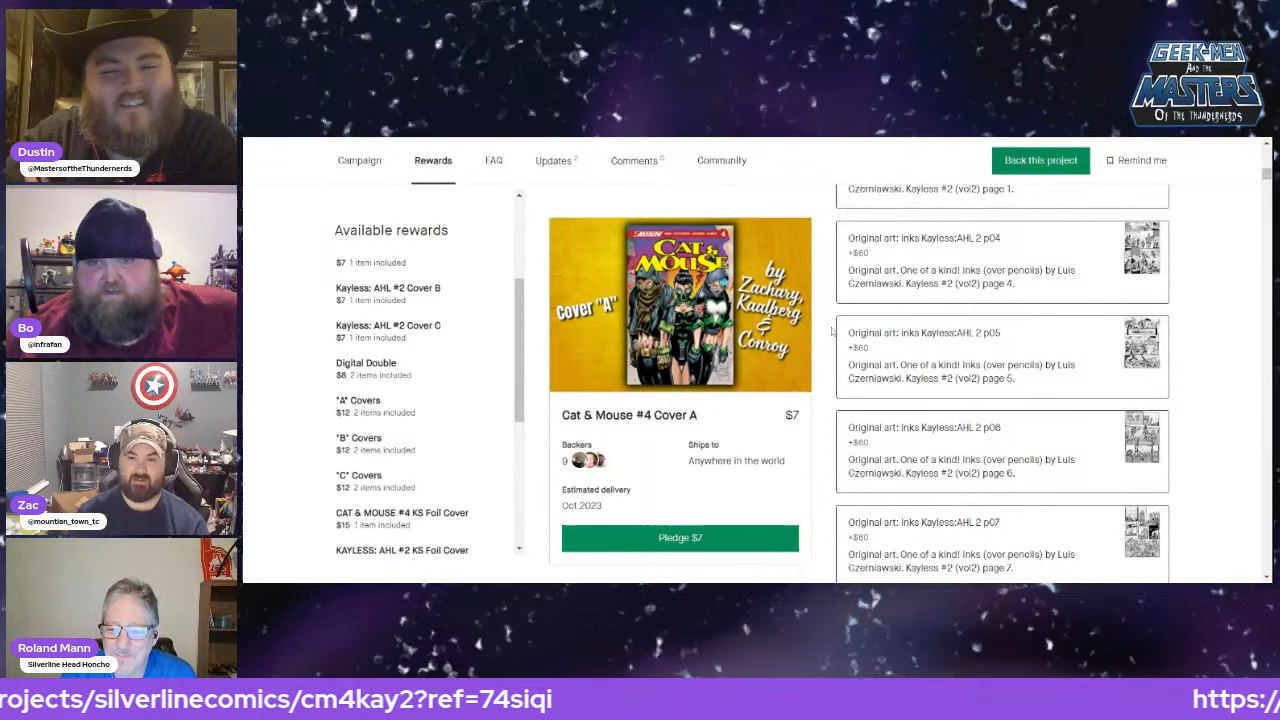 Dustin
@MastersoftheThundernerds
Bo
@infrafan
Zac
@mountian_town_tc
Roland Mann
Silverline Head Honcho
GEEK-MEN
AND THE
MASTERS
OF THE THUNDERNERDS
Campaign
Rewards
FAQ
Updates 2
Comments 6
Community
Back this project
Remind me
Available rewards
$7 1 item included
Kayless: AHL #2 Cover B
$7 1 item included
Kayless: AHL #2 Cover C
$7 1 item included
Digital Double
$8 2 items included
"A" Covers
$12 2 items included
"B" Covers
$12 2 items included
"C" Covers
$12 2 items included
CAT & MOUSE #4 KS Foil Cover
$15 1 item included
KAYLESS: AHL #2 KS Foil Cover
Cover "A"
CAT &
MOUSE
4
by
Zachary,
Kaalberg
&
Conroy
Cat & Mouse #4 Cover A
$7
Backers
9
Ships to
Anywhere in the world
Estimated delivery
Oct 2023
Pledge $7
Czerniawski. Kayless #2 (vol2) page 1.
Original art: inks Kayless:AHL 2 p04
+$60
Original art. One of a kind! Inks (over pencils) by Luis
Czerniawski. Kayless #2 (vol2) page 4.
Original art: inks Kayless:AHL 2 p05
+$60
Original art. One of a kind! Inks (over pencils) by Luis
Czerniawski. Kayless #2 (vol2) page 5.
Original art: inks Kayless:AHL 2 p06
+$60
Original art. One of a kind! Inks (over pencils) by Luis
Czerniawski. Kayless #2 (vol2) page 6.
Original art: inks Kayless:AHL 2 p07
+$60
Original art. One of a kind! Inks (over pencils) by Luis
Czerniawski. Kayless #2 (vol2) page 7.
rojects/silverlinecomics/cm4kay2?ref=74siqi
https:/